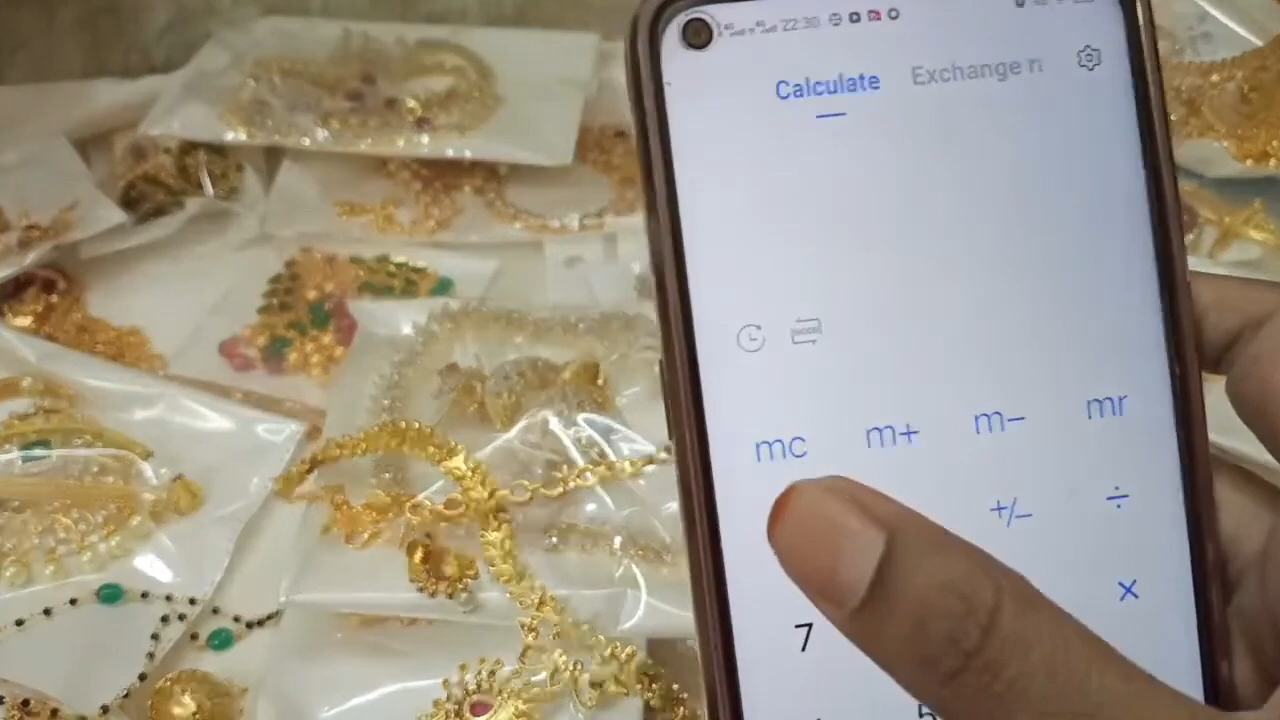 22:30
Calculate Exchange r
mc m+ m- mr
+/- ÷
×
7
5